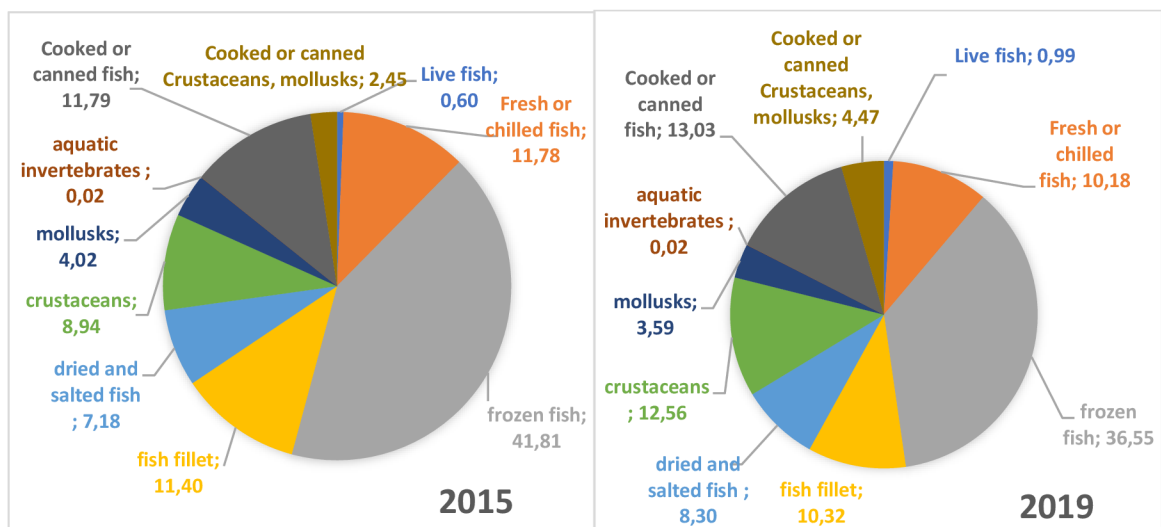 Cooked or
canned fish;
11,79
Cooked or canned
Crustaceans, mollusks; 2,45
Live fish;
0,60
Fresh or
chilled fish;
11,78
aquatic
invertebrates ;
0,02
mollusks;
4,02
crustaceans;
8,94
dried and
salted fish
; 7,18
fish fillet;
11,40
frozen fish;
41,81
2015
Cooked or
canned
Crustaceans,
mollusks; 4,47
Live fish; 0,99
Cooked or
canned
fish; 13,03
Fresh or
chilled
fish; 10,18
aquatic
invertebrates ;
0,02
mollusks;
3,59
crustaceans
; 12,56
dried and
salted fish ;
8,30
fish fillet;
10,32
frozen
fish; 36,55
2019